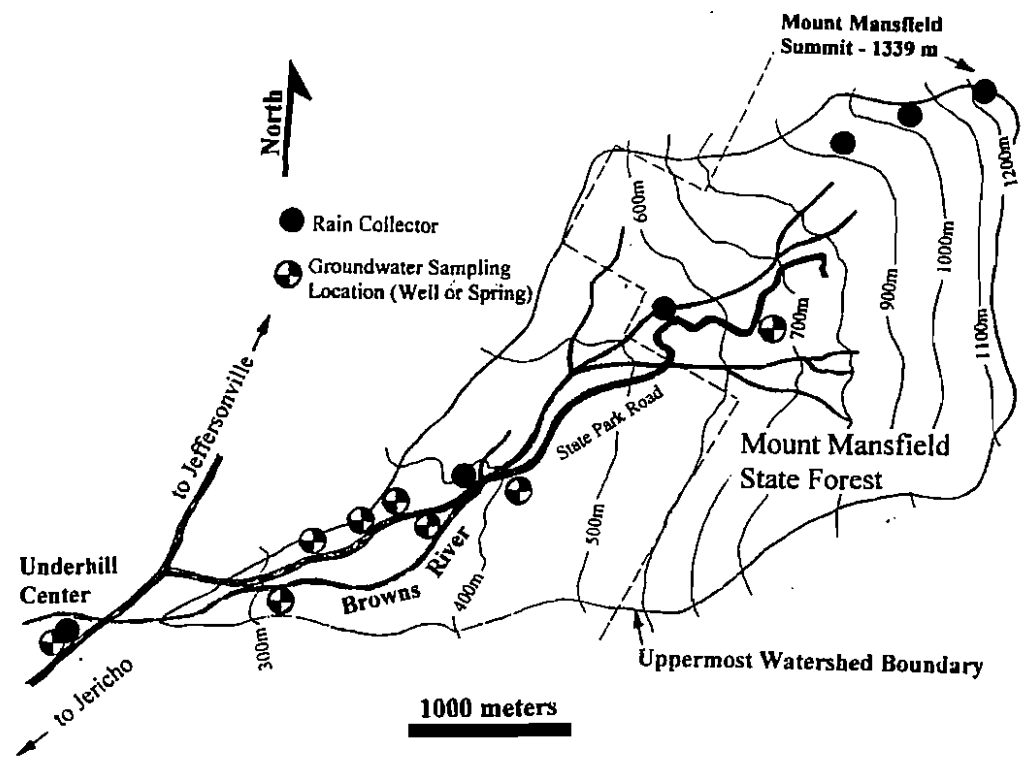 Mount Mansfield
Summit - 1339 m
North
Rain Collector
Groundwater Sampling
Location (Well or Spring)
1200m
600m
1000m
900m
700m
1100m
to Jeffersonville
State Park Road
Mount Mansfield
State Forest
500m
Underhill
Center
Browns River
400m
300m
Uppermost Watershed Boundary
to Jericho
1000 meters